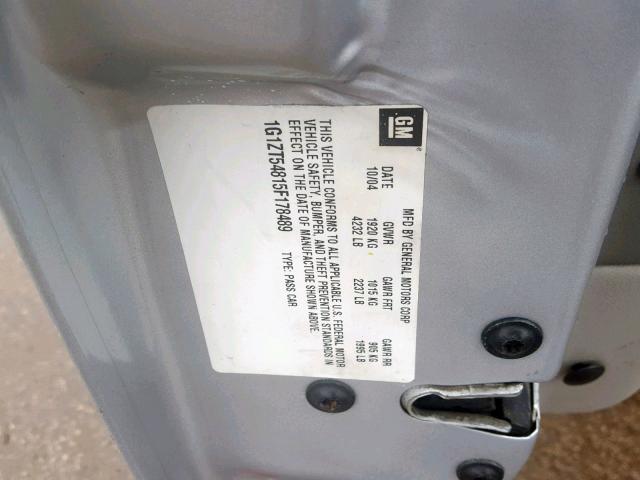 GM
MFD BY GENERAL MOTORS CORP
DATE GVWR GAWR FRT GAWR RR
10/04 1920 KG 1015 KG 905 KG
4232 LB 2237 LB 1995 LB
THIS VEHICLE CONFORMS TO ALL APPLICABLE U.S. FEDERAL MOTOR
VEHICLE SAFETY, BUMPER, AND THEFT PREVENTION STANDARDS IN
EFFECT ON THE DATE OF MANUFACTURE SHOWN ABOVE.
1G1ZT54815F178489 TYPE: PASS CAR